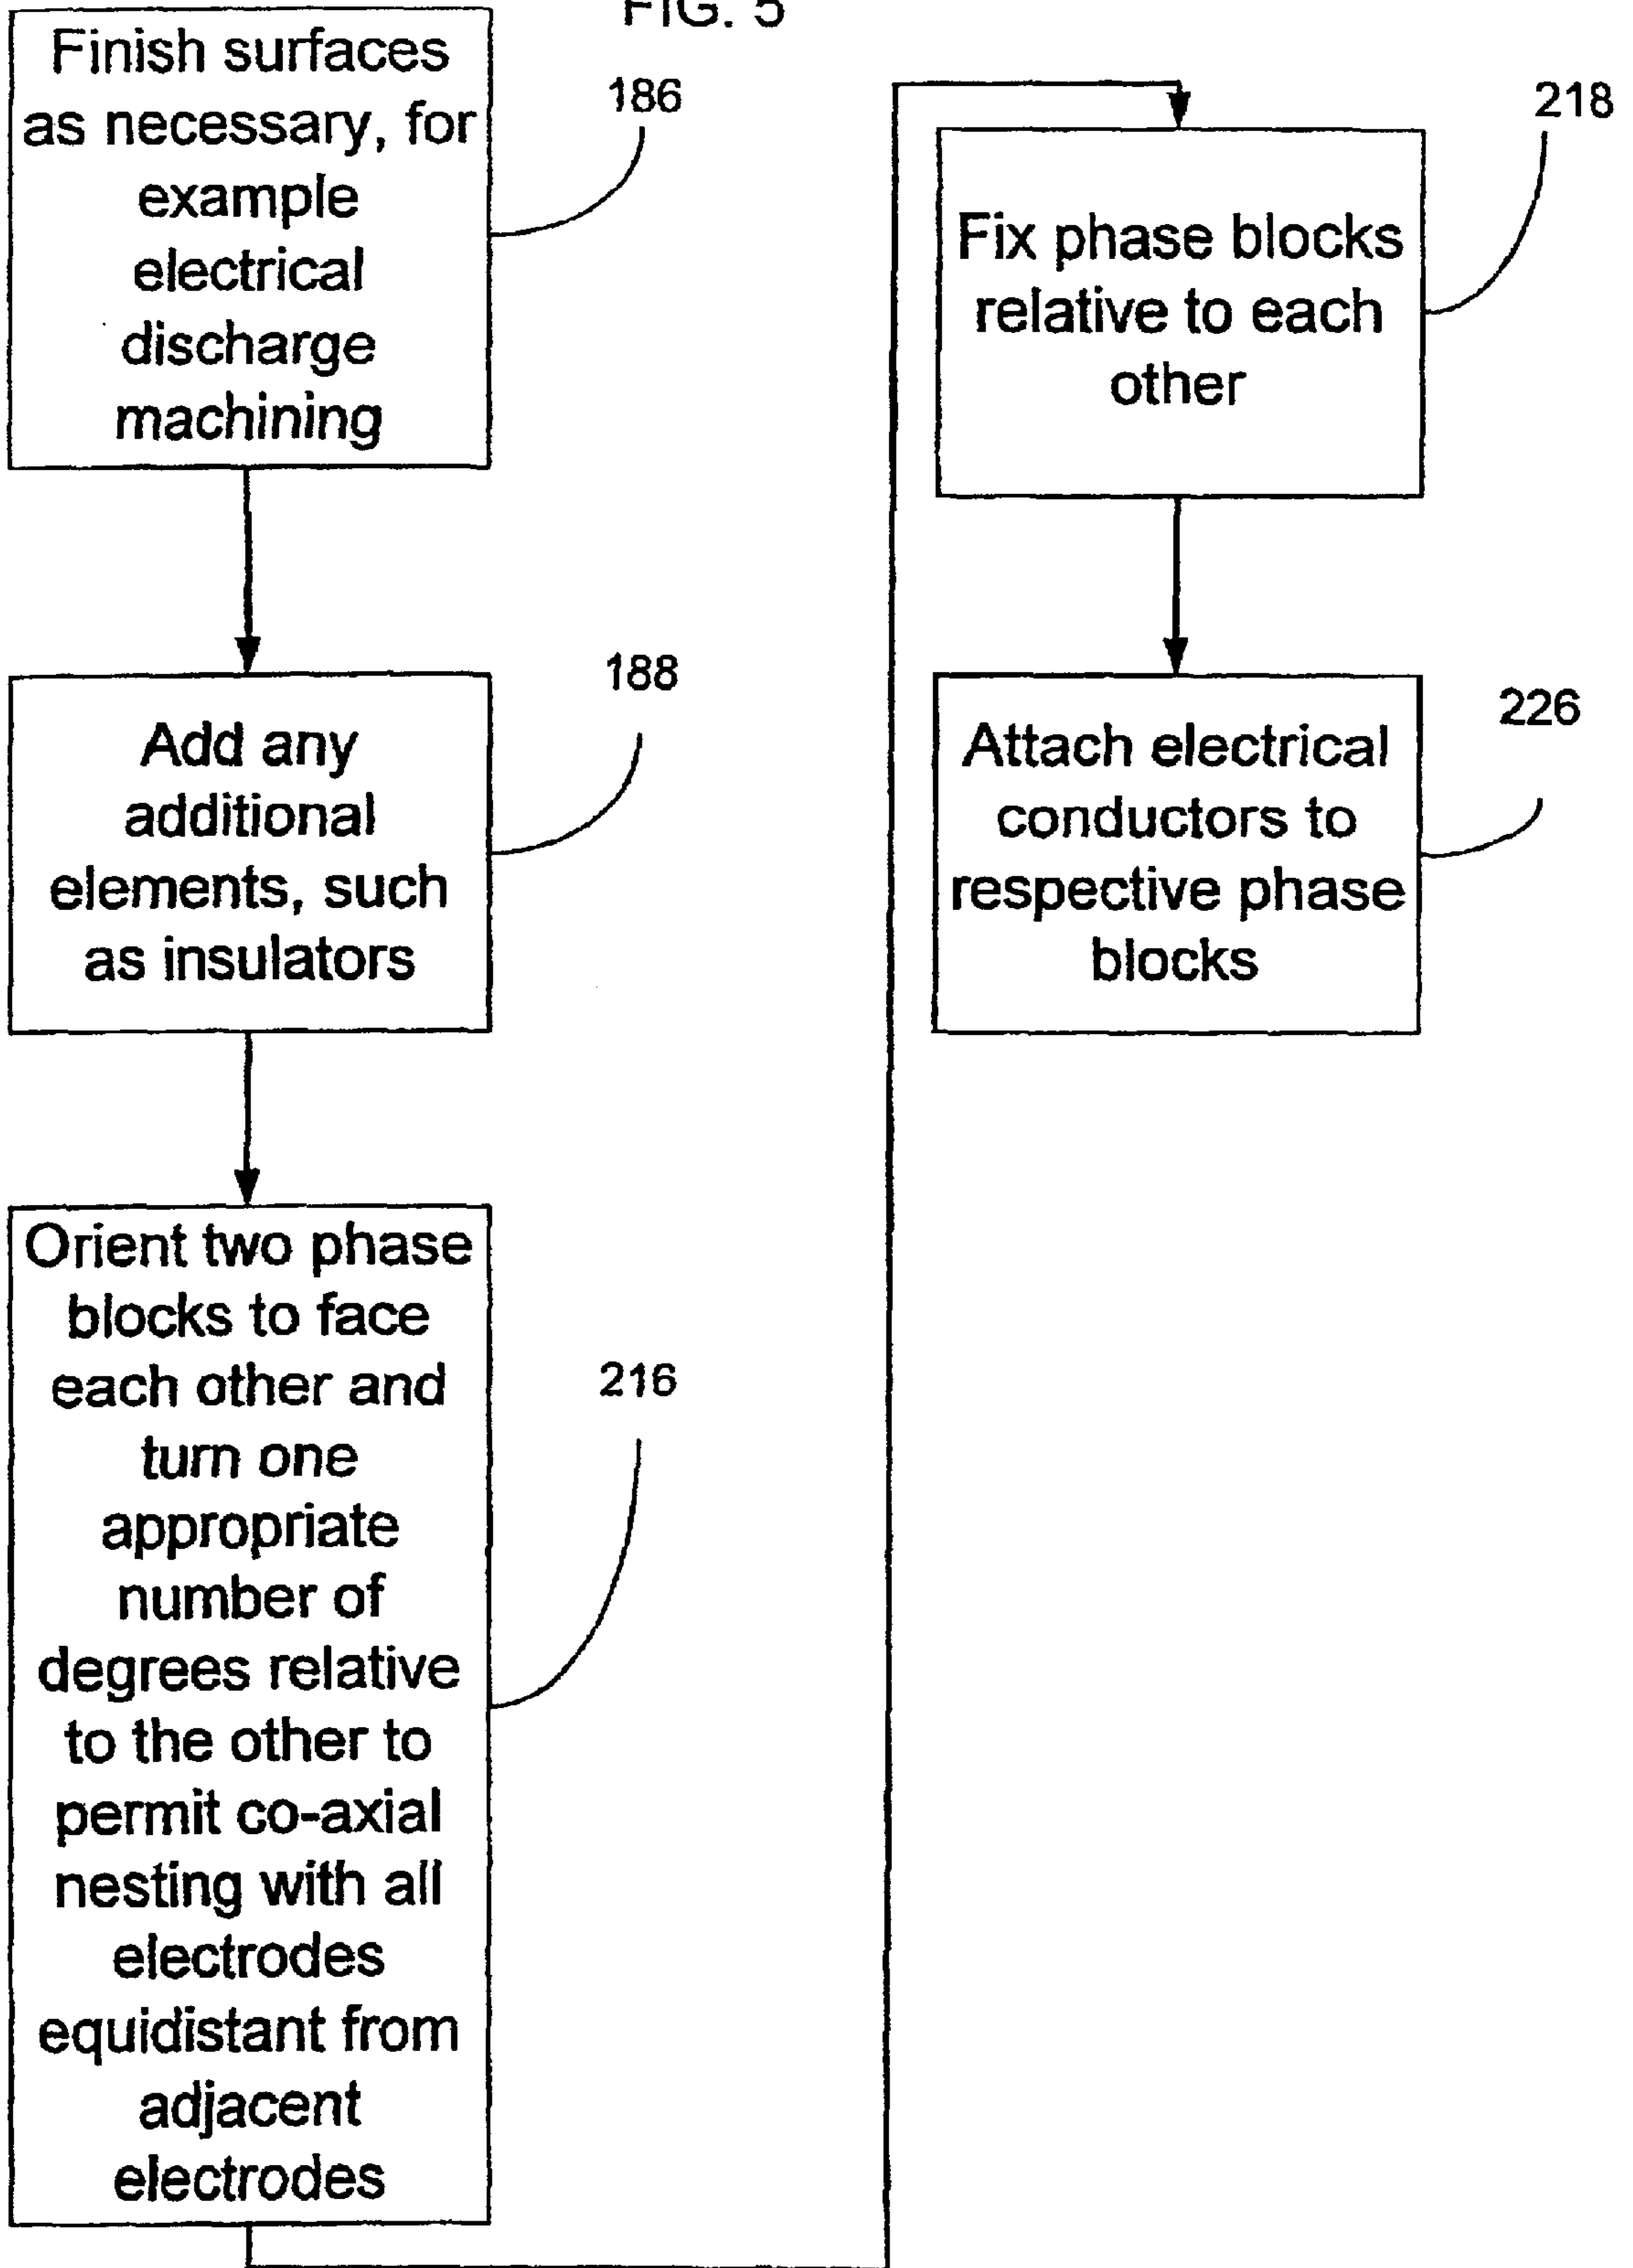 FIG. 5
Finish surfaces
as necessary, for
example
electrical
discharge
machining
186
Add any
additional
elements, such
as insulators
188
Orient two phase
blocks to face
each other and
turn one
appropriate
number of
degrees relative
to the other to
permit co-axial
nesting with all
electrodes
equidistant from
adjacent
electrodes
216
Fix phase blocks
relative to each
other
218
Attach electrical
conductors to
respective phase
blocks
226